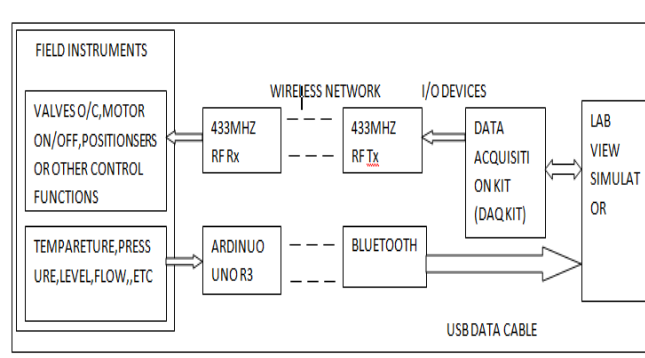 FIELD INSTRUMENTS
WIRELESS NETWORK
I/O DEVICES
VALVES O/C,MOTOR
ON/OFF,POSITIONSERS
OR OTHER CONTROL
FUNCTIONS
433MHZ
RF Rx
433MHZ
RF Tx
DATA
ACQUISITI
ON KIT
(DAQ KIT)
LAB
VIEW
SIMULAT
OR
TEMPARETURE,PRESS
URE,LEVEL,FLOW,,ETC
ARDINUO
UNO R3
BLUETOOTH
USB DATA CABLE